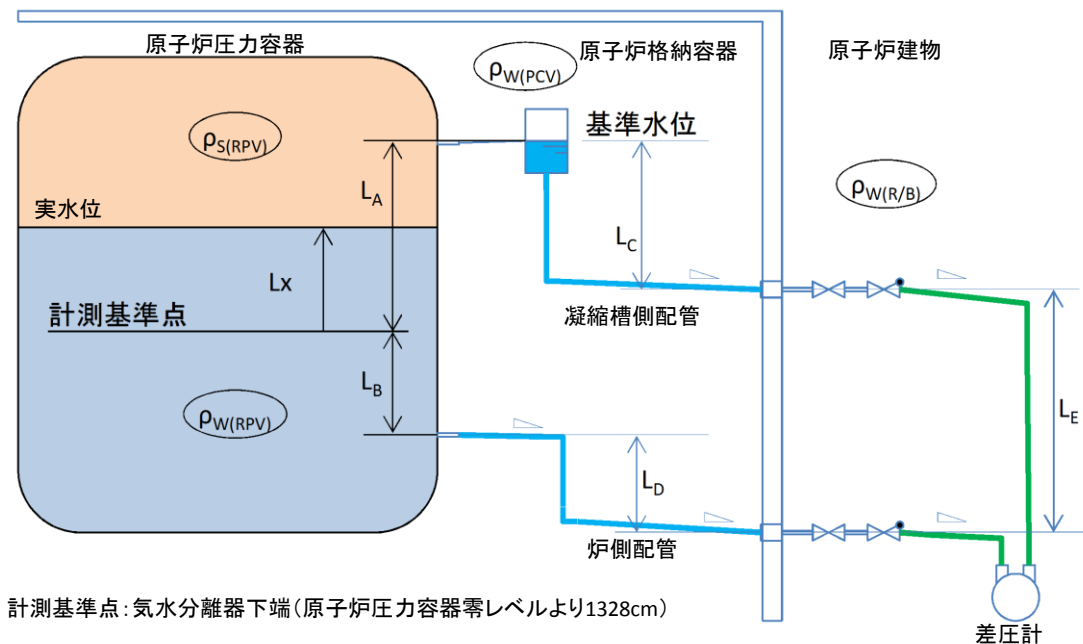 原子炉圧力容器
原子炉格納容器
原子炉建物
ρW(PCV)
ρS(RPV)
基準水位
ρW(R/B)
LA
実水位
LC
Lx
計測基準点
凝縮槽側配管
LB
LE
ρW(RPV)
LD
炉側配管
計測基準点:気水分離器下端(原子炉圧力容器零レベルより1328cm)
差圧計